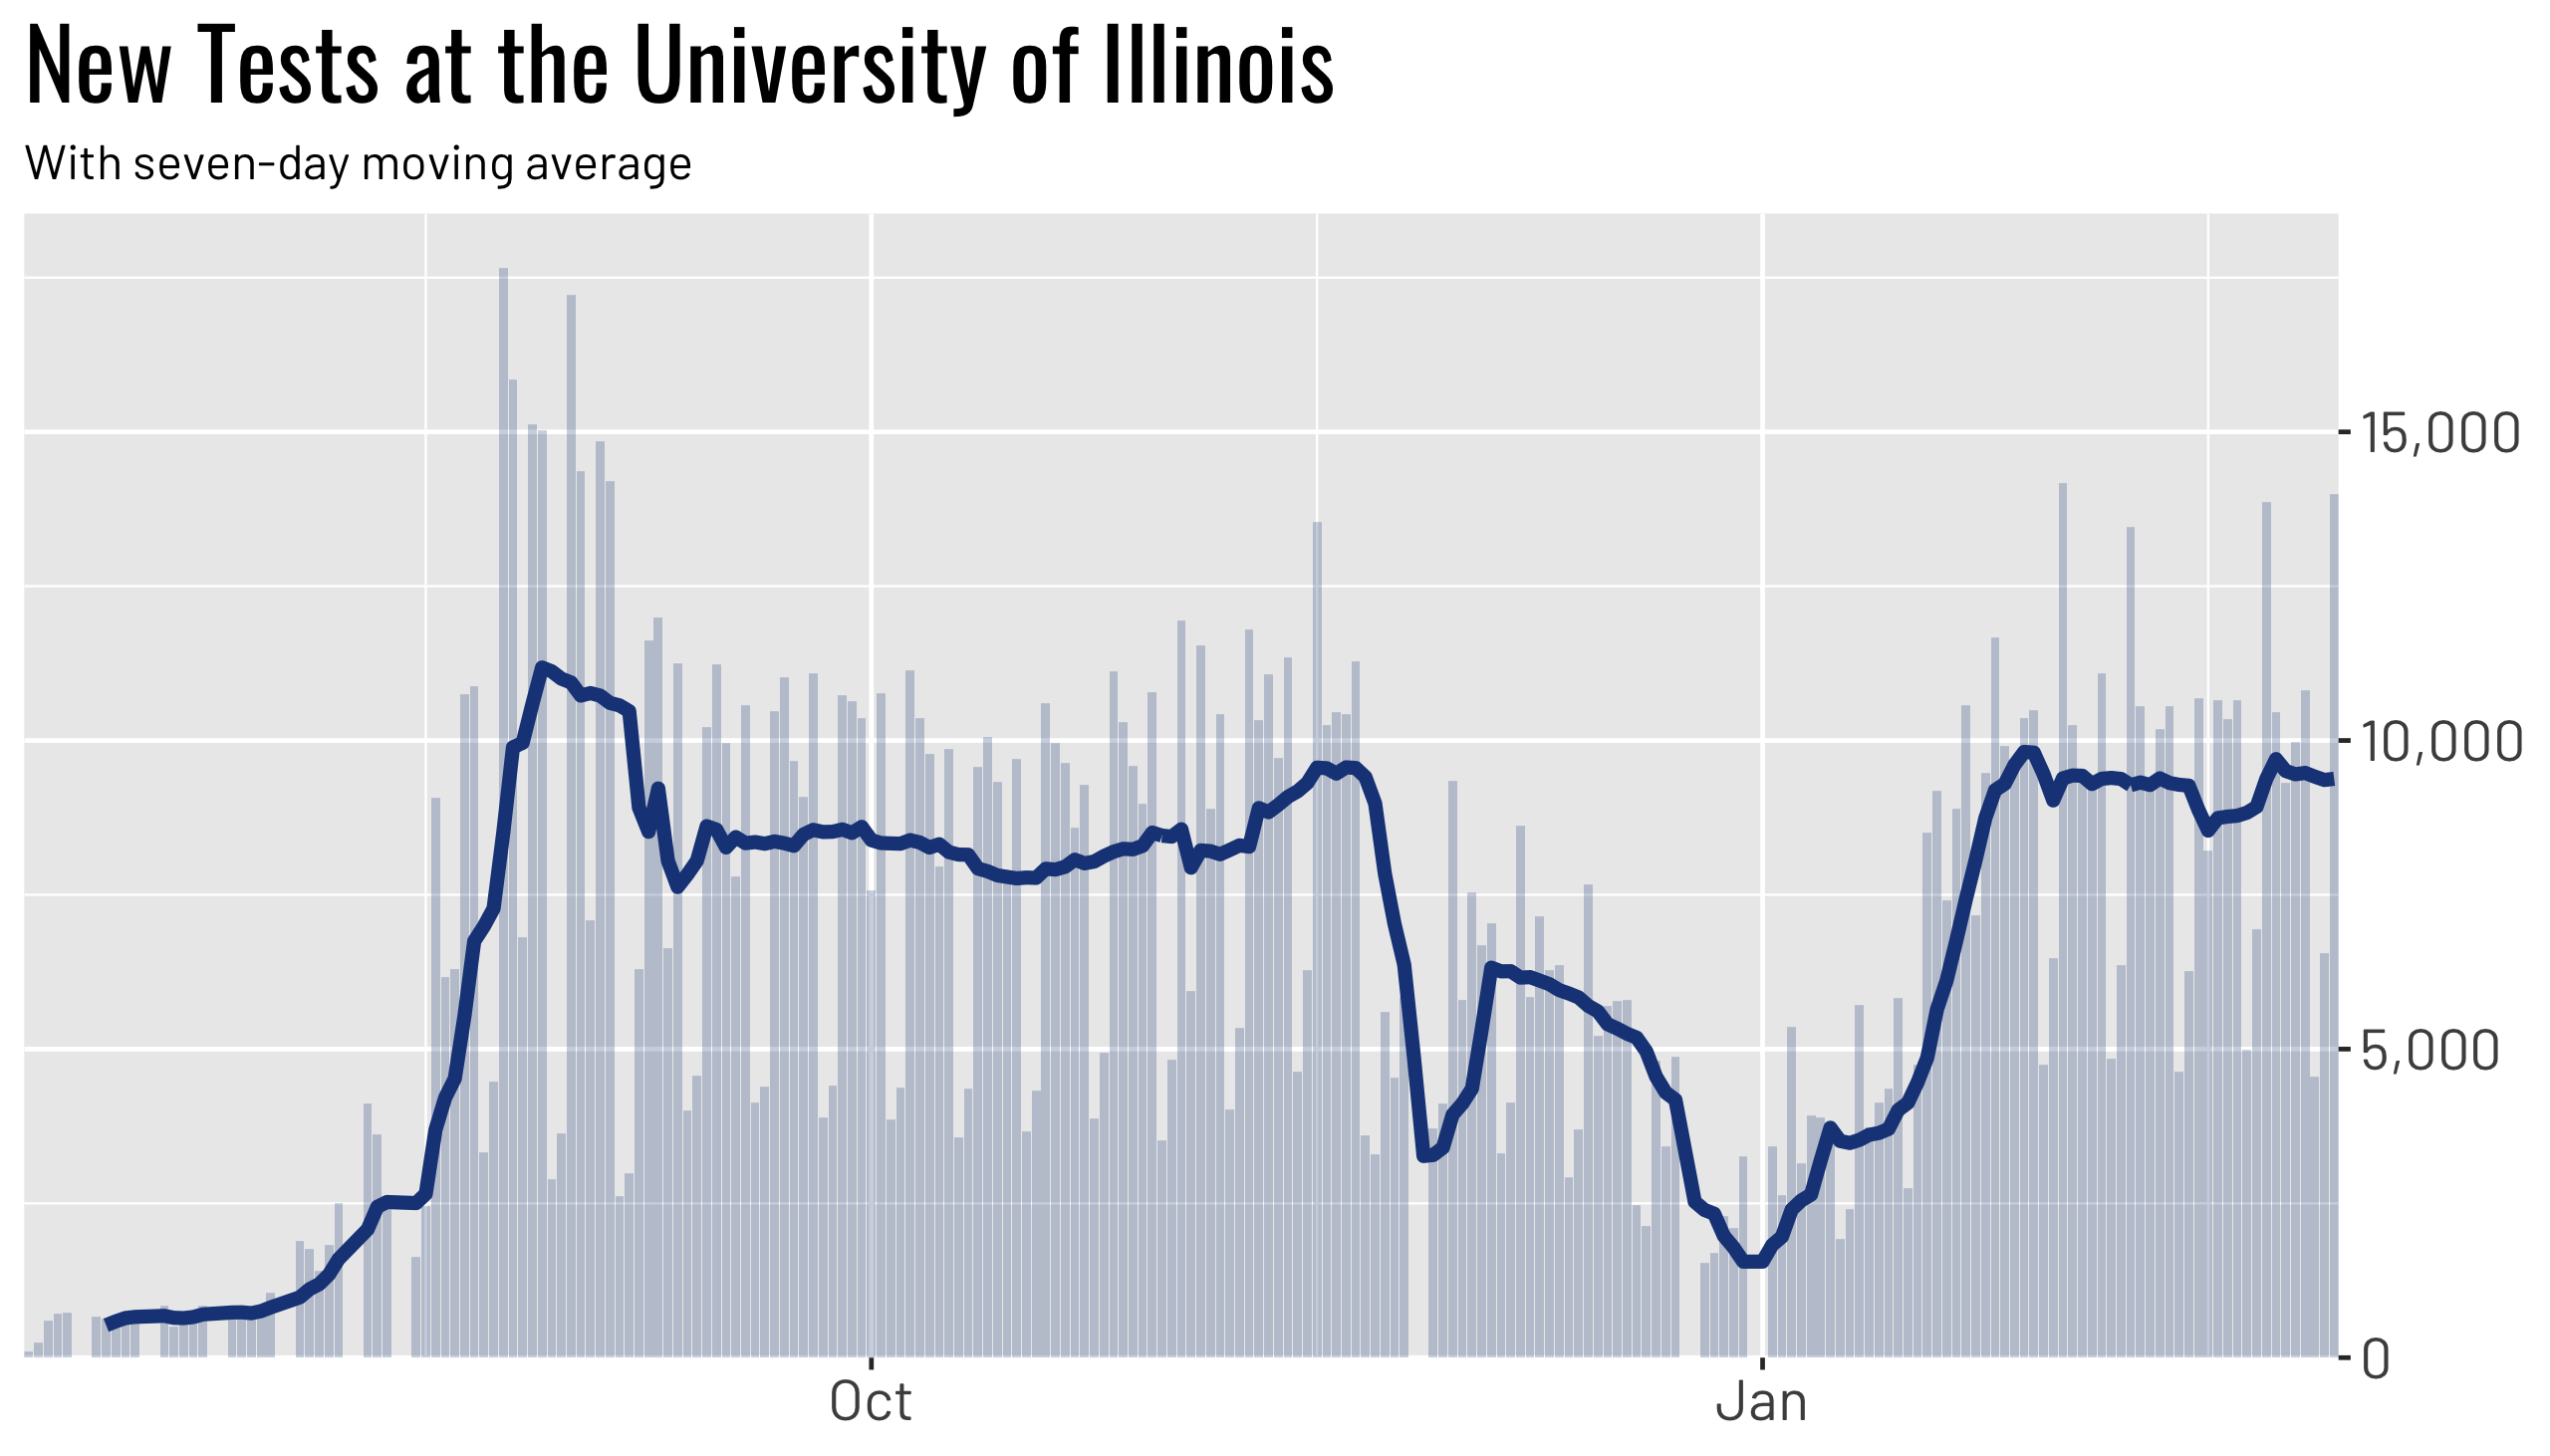 New Tests at the University of Illinois
With seven-day moving average
15,000
10,000
5,000
0
Oct
Jan